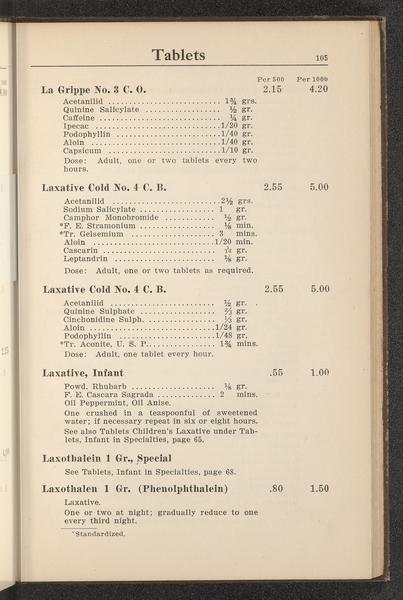 Tablets 105
Per 500 Per 1000
La Grippe No. 3 C. O. 2.15 4.20
Acetanilid ........................... 1¾ grs.
Quinine Salicylate .................. ½ gr.
Caffeine ............................. ¼ gr.
Ipecac ..............................1/20 gr.
Podophyllin .........................1/40 gr.
Aloin ...............................1/40 gr.
Capsicum ............................1/10 gr.
Dose: Adult, one or two tablets every two
hours.
Laxative Cold No. 4 C. B. 2.55 5.00
Acetanilid ..........................2½ grs.
Sodium Salicylate .................. 1 gr.
Camphor Monobromide ............ ½ gr.
*F. E. Stramonium .................. ⅛ min.
*Tr. Gelsemium .................... 3 mins.
Aloin .............................1/20 min.
Cascarin ........................... gr.
Leptandrin ......................... ⅛ gr.
Dose: Adult, one or two tablets as required.
Laxative Cold No. 4 C. B. 2.55 5.00
Acetanilid .......................... ½ gr.
Quinine Sulphate ................... ⅔ gr.
Cinchonidine Sulph. ................ ⅓ gr.
Aloin ..............................1/24 gr.
Podophyllin ........................1/48 gr.
*Tr. Aconite, U. S. P. ............... 1¾ mins.
Dose: Adult, one tablet every hour.
Laxative, Infant .55 1.00
Powd. Rhubarb ..................... ⅛ gr.
F. E. Cascara Sagrada .............. 2 mins.
Oil Peppermint, Oil Anise.
One crushed in a teaspoonful of sweetened
water; if necessary repeat in six or eight hours.
See also Tablets Children's Laxative under Tab-
lets, Infant in Specialties, page 65.
Laxothalein 1 Gr., Special
See Tablets, Infant in Specialties, page 68.
Laxothalen 1 Gr. (Phenolphthalein) .80 1.50
Laxative.
One or two at night; gradually reduce to one
every third night.
*Standardized.